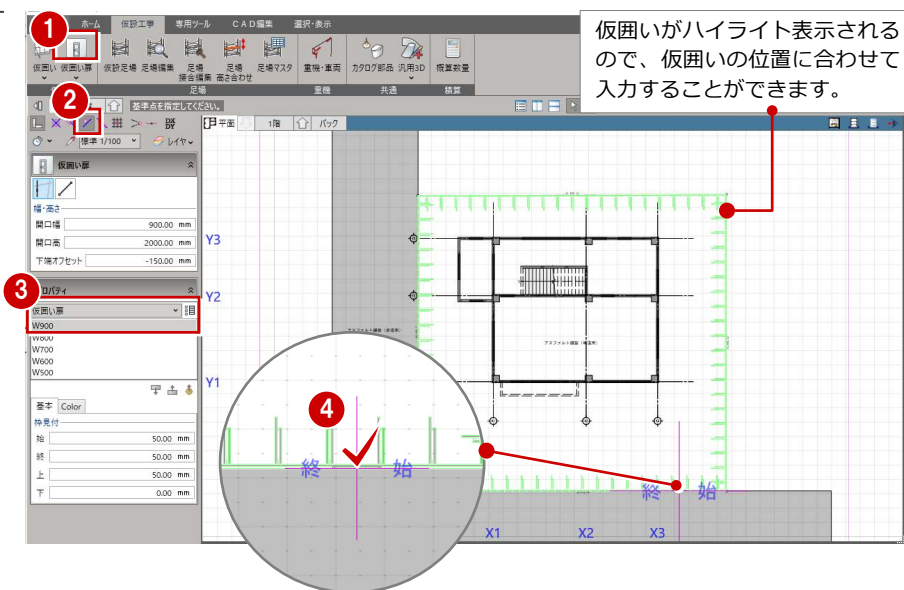 仮囲いがハイライト表示される
ので、仮囲いの位置に合わせて
入力することができます。
1
ホーム 仮設工事 専用ツール CAD編集 選択・表示
仮囲い 仮囲い扉 仮設足場 足場編集 足場接合編集 足場高さ合わせ 足場マスタ 重機・車両 カタログ部品 汎用3D 概算数量
足場 重機 共通 積算
2
基準点を指定してください。
標準 1/100 レイヤ
平面 1階 バック
仮囲い扉
幅・高さ
開口幅 900.00 mm
開口高 2000.00 mm
下端オフセット -150.00 mm
3
プロパティ
仮囲い扉
W900
W800
W700
W600
W500
基本 Color
枠見付
始 50.00 mm
終 50.00 mm
上 50.00 mm
下 0.00 mm
Y3
Y2
Y1
4
終 始
終 始
X1 X2 X3